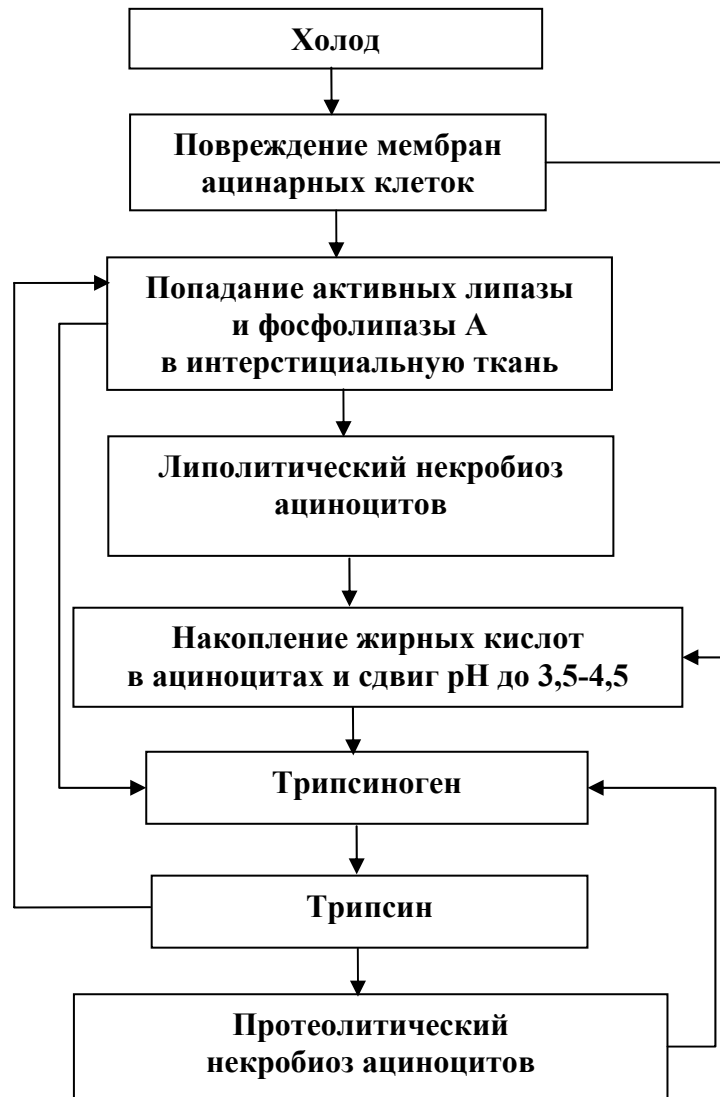 Холод
Повреждение мембран
ацинарных клеток
Попадание активных липазы
и фосфолипазы А
в интерстициальную ткань
Липолитический некробиоз
ациноцитов
Накопление жирных кислот
в ациноцитах и сдвиг рН до 3,5-4,5
Трипсиноген
Трипсин
Протеолитический
некробиоз ациноцитов